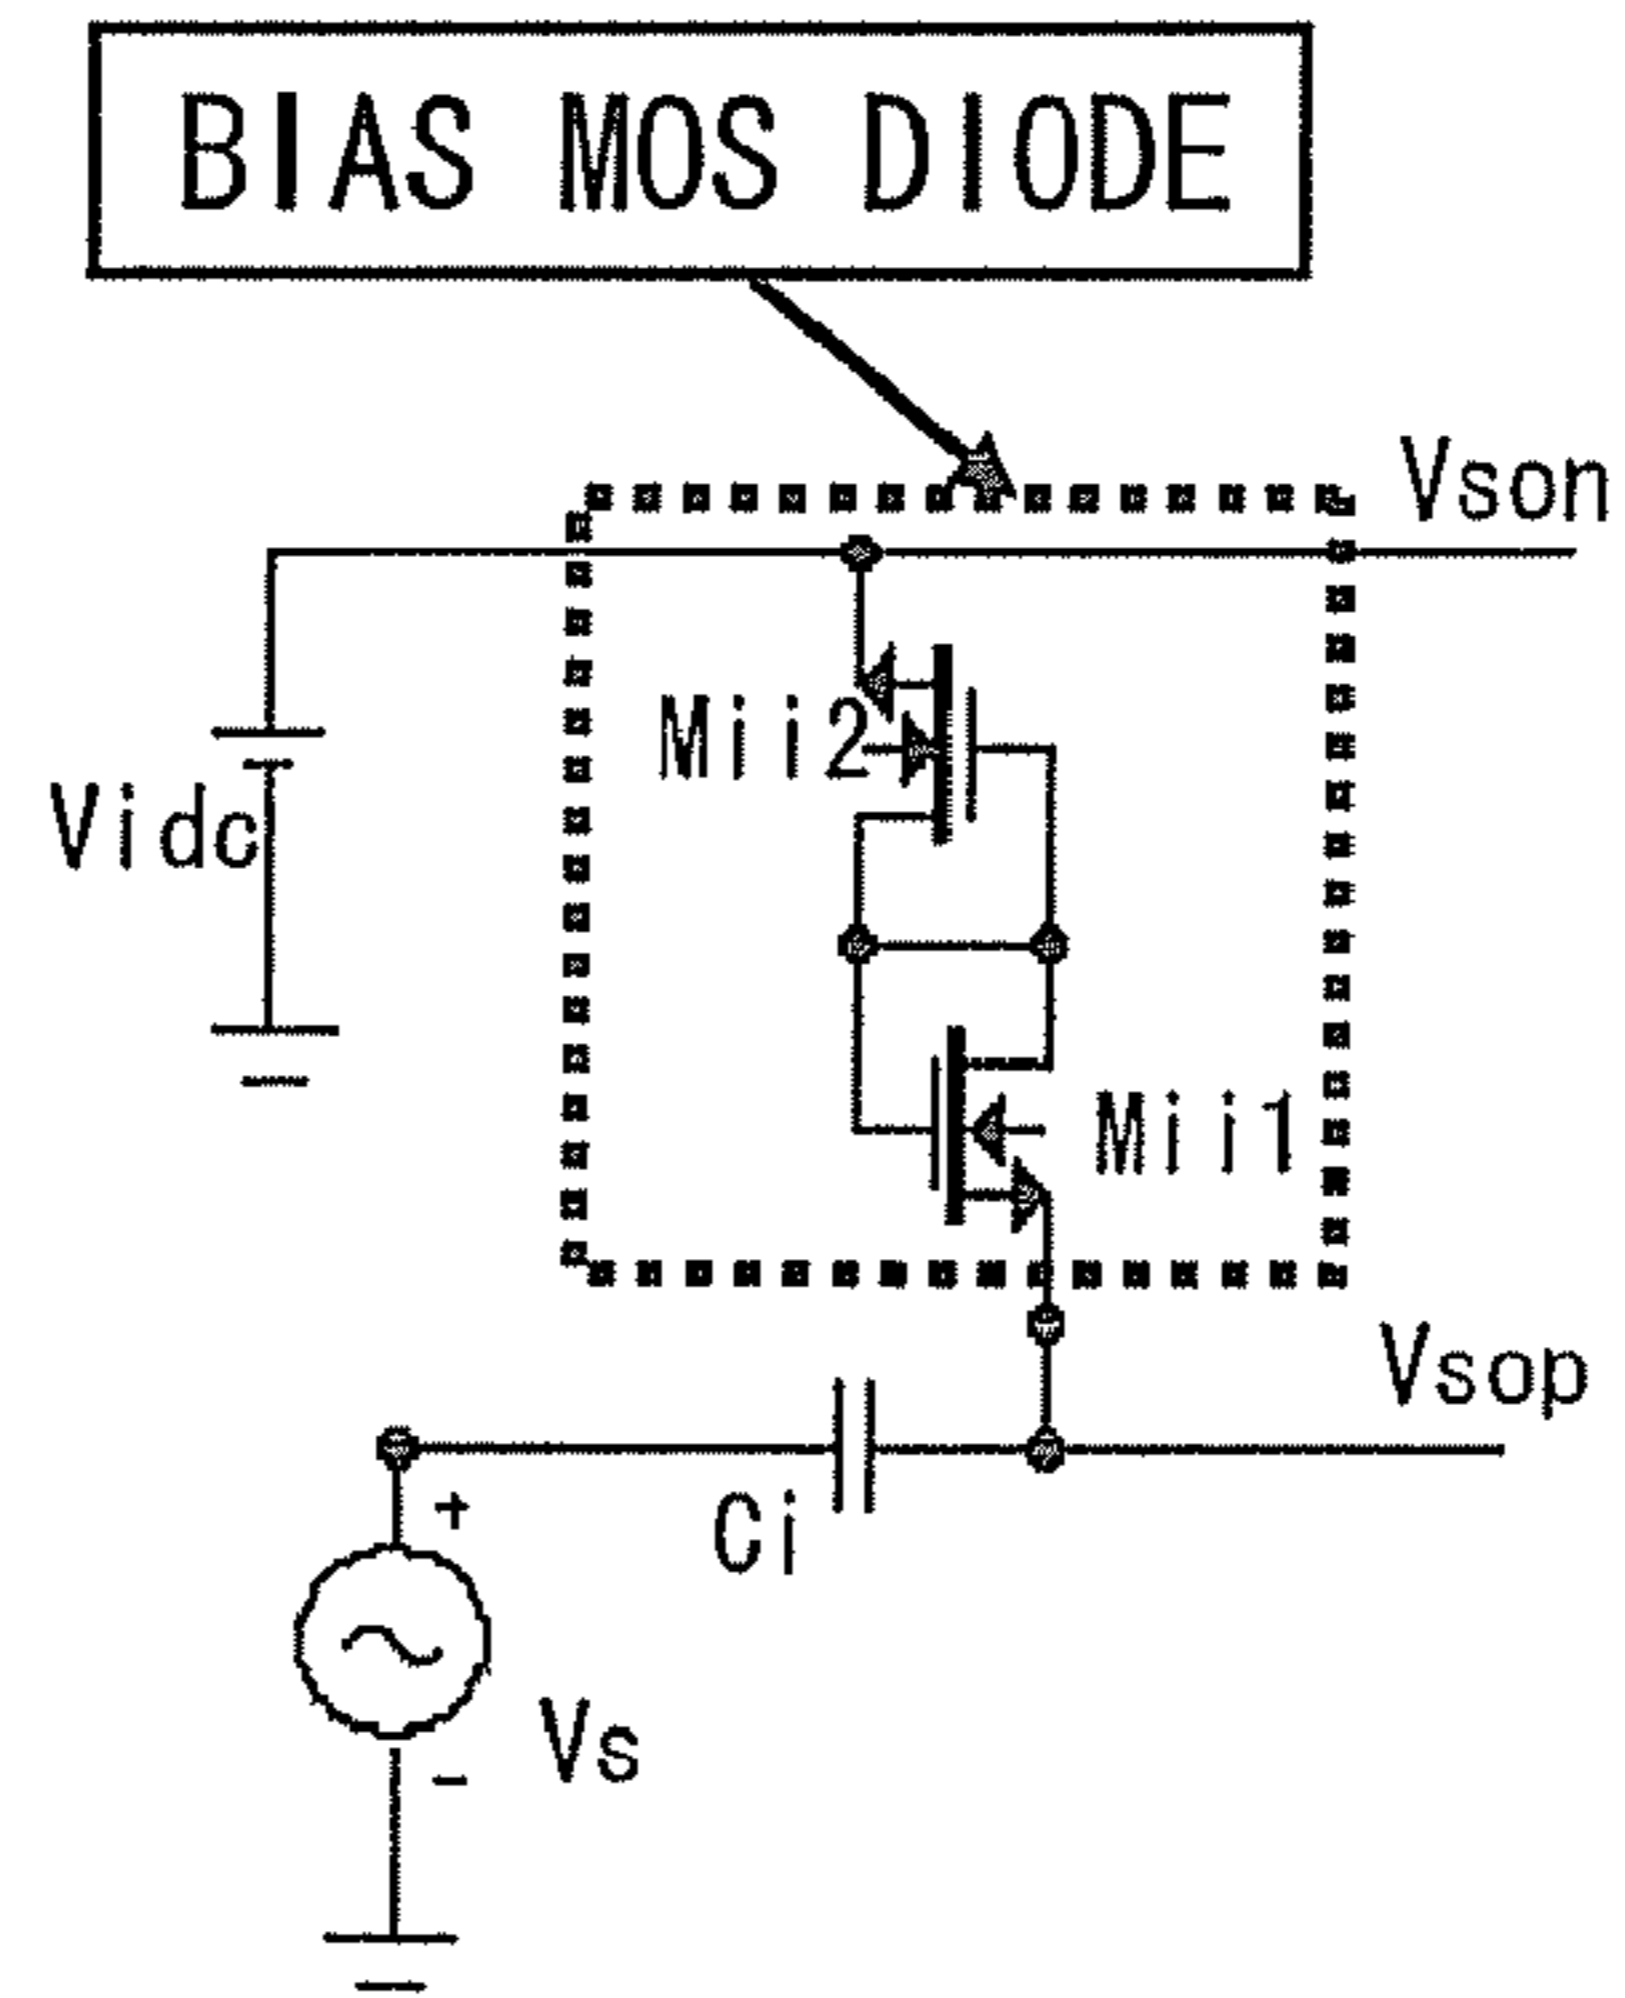 BIAS MOS DIODE
Vson
Mii2
Vidc
Mii1
Vsop
+
Ci
Vs
-